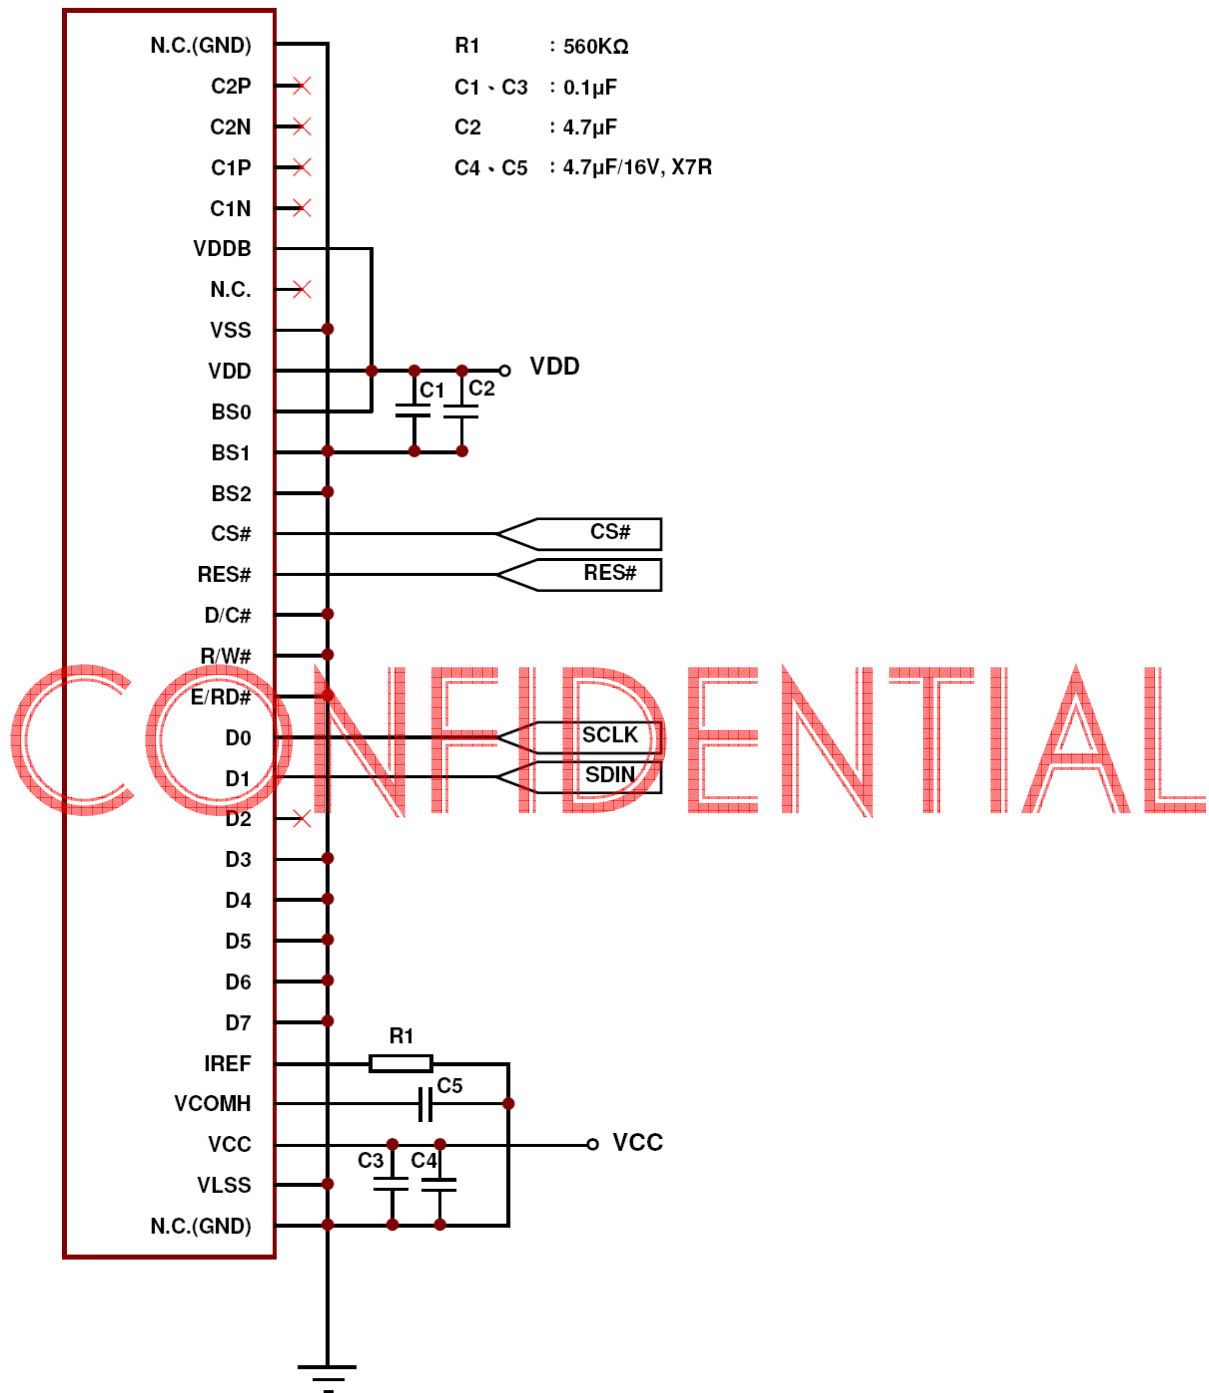 N.C.(GND)
C2P
C2N
C1P
C1N
VDDB
N.C.
VSS
VDD
BS0
BS1
BS2
CS#
RES#
D/C#
R/W#
E/RD#
D0
D1
D2
D3
D4
D5
D6
D7
IREF
VCOMH
VCC
VLSS
N.C.(GND)
R1 : 560KΩ
C1、C3 : 0.1µF
C2 : 4.7µF
C4、C5 : 4.7µF/16V, X7R
VDD
C1
C2
CS#
RES#
SCLK
SDIN
R1
C5
VCC
C3
C4
CONFIDENTIAL